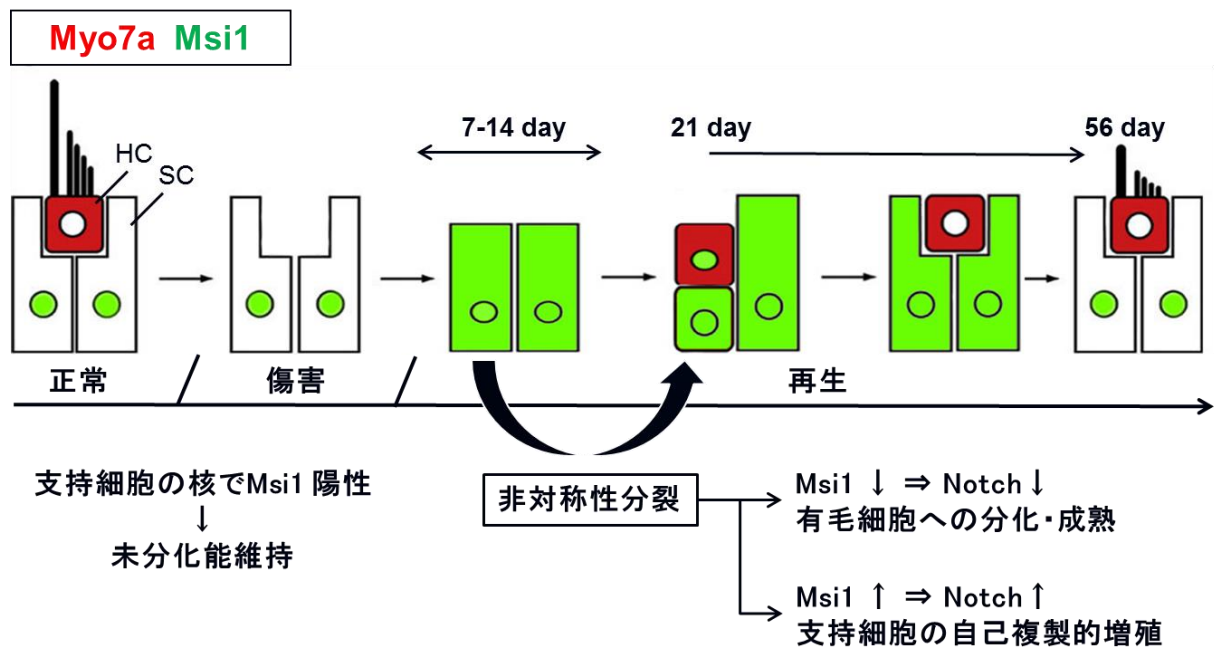 Myo7a Msi1
7-14 day
21 day
56 day
HC
SC
正常
傷害
再生
支持細胞の核でMsi1 陽性
↓
未分化能維持
非対称性分裂
Msi1 ↓ ⇒ Notch↓
有毛細胞への分化・成熟
Msi1 ↑ ⇒ Notch↑
支持細胞の自己複製的増殖